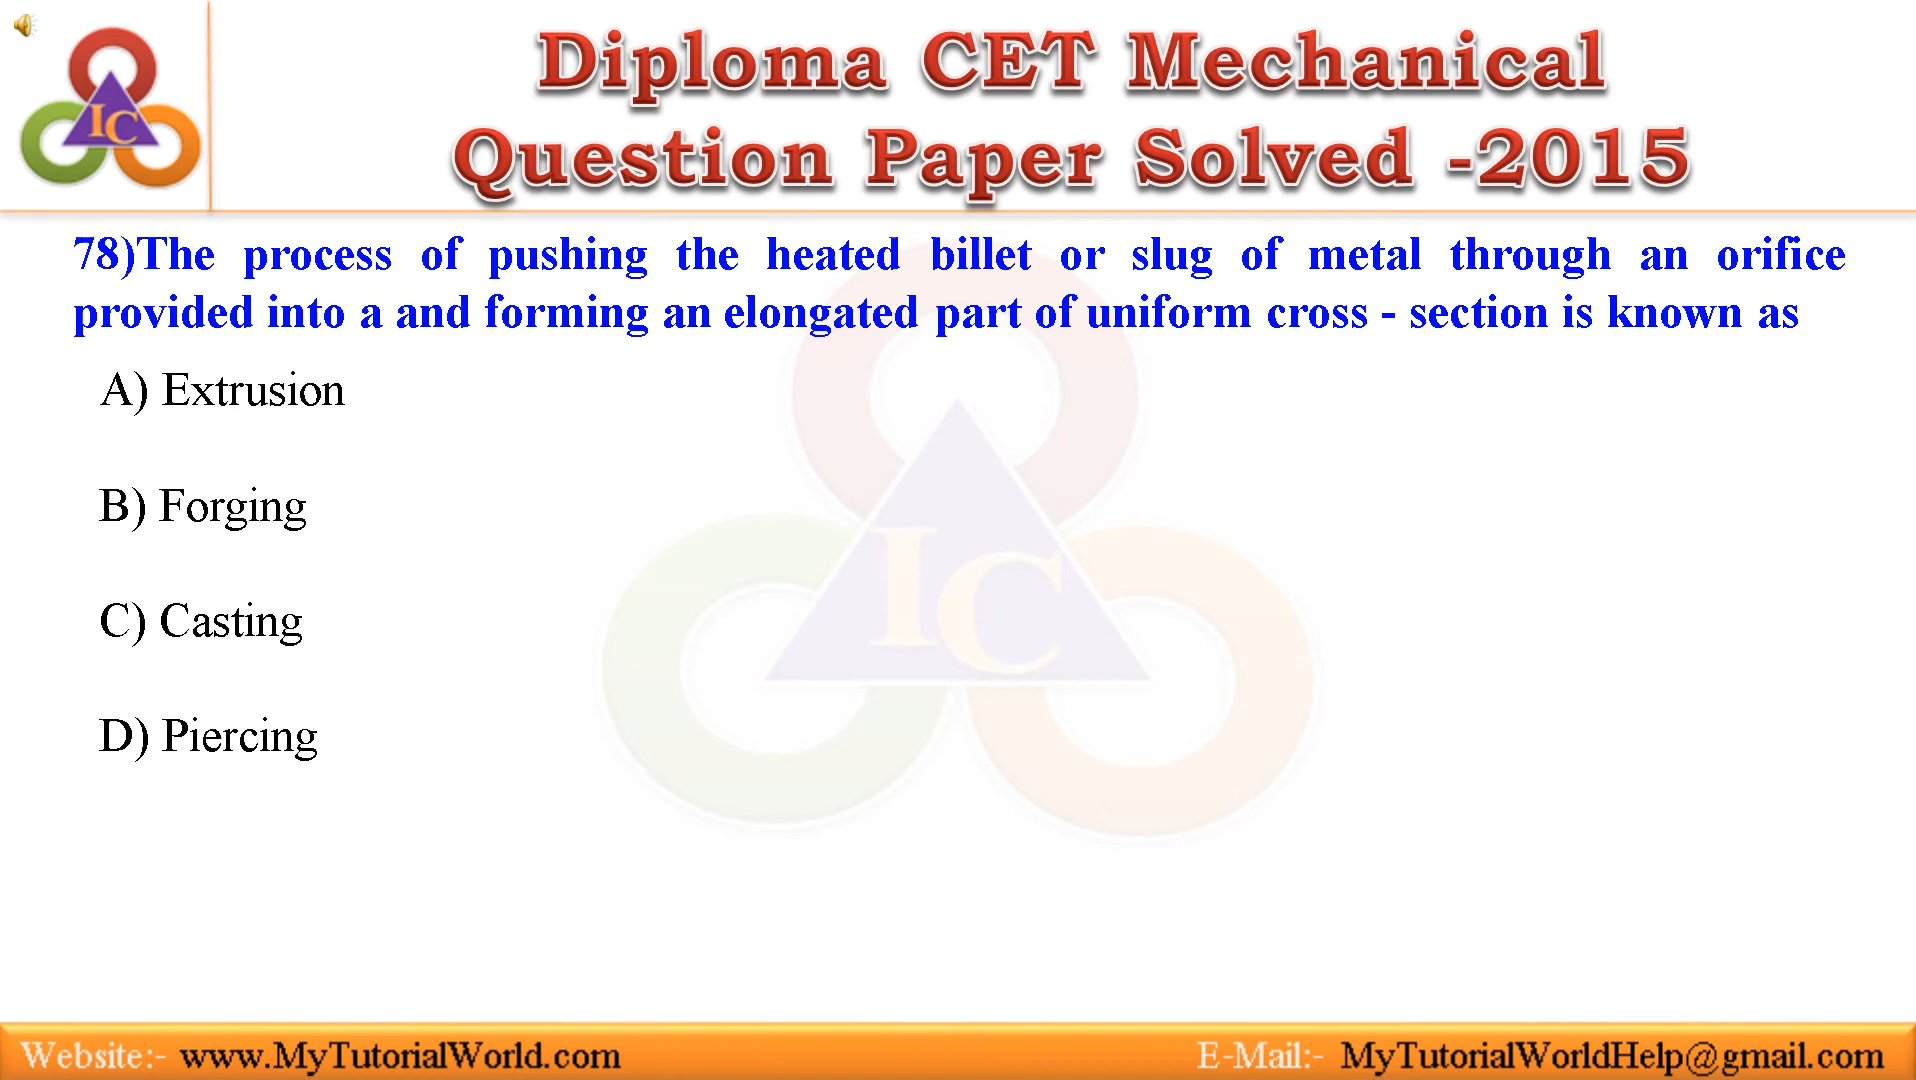 IC
Diploma CET Mechanical
Question Paper Solved -2015
78)The process of pushing the heated billet or slug of metal through an orifice
provided into a and forming an elongated part of uniform cross - section is known as
A) Extrusion
B) Forging
C) Casting
D) Piercing
IC
Website:- www.MyTutorialWorld.com
E-Mail:- MyTutorialWorldHelp@gmail.com